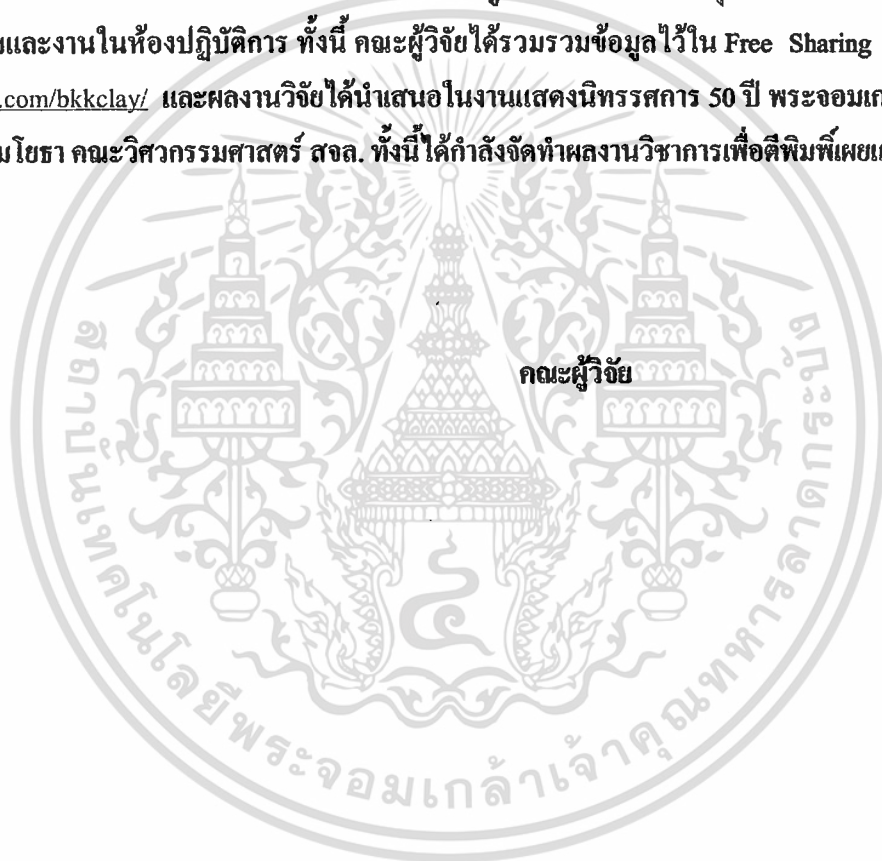 และงานในห้องปฏิบัติการ ทั้งนี้ คณะผู้วิจัยได้รวบรวมข้อมูลไว้ใน Free Sharing
.com/bkkclay/ และผลงานวิจัยได้นำเสนอในงานแสดงนิทรรศการ 50 ปี พระจอมเก
มโยธา คณะวิศวกรรมศาสตร์ สจล. ทั้งนี้ได้กำลังจัดทำผลงานวิชาการเพื่อตีพิมพ์เผยแ
คณะผู้วิจัย
สถาบันเทคโนโลยีพระจอมเกล้าเจ้าคุณทหารลาดกระบัง
๔